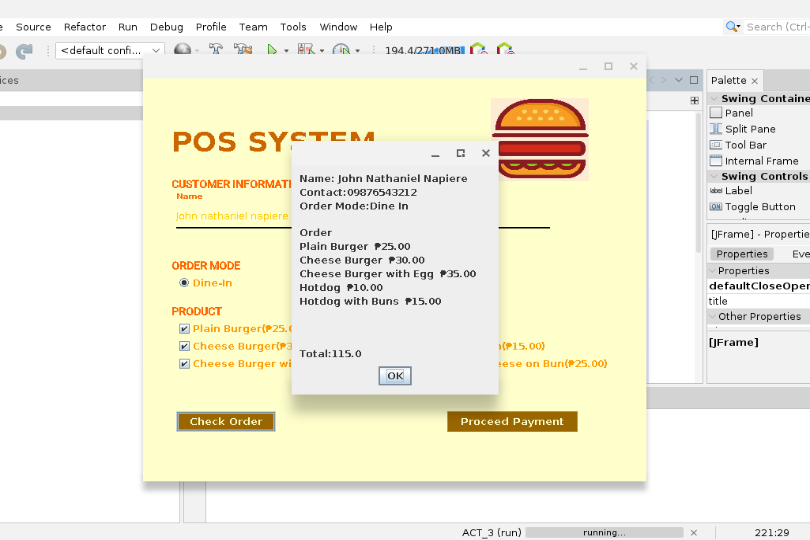 Source Refactor Run Debug Profile Team Tools Window Help
Search (Ctrl-
<default confi...
194.4/271.0MB
ices
Palette
Swing Containe
Panel
Split Pane
Tool Bar
Internal Frame
Swing Controls
Label
label
Toggle Button
ON
[JFrame] - Propertie
Properties Eve
Properties
defaultCloseOper
title
Other Properties
[JFrame]
POS SYSTEM
CUSTOMER INFORMATI
Name
john nathaniel napiere
ORDER MODE
Dine-In
PRODUCT
Plain Burger(₱25.0
Cheese Burger(₱3
(₱15.00)
Cheese Burger wi
eese on Bun(₱25.00)
Check Order
Proceed Payment
Name: John Nathaniel Napiere
Contact:09876543212
Order Mode:Dine In
Order
Plain Burger ₱25.00
Cheese Burger ₱30.00
Cheese Burger with Egg ₱35.00
Hotdog ₱10.00
Hotdog with Buns ₱15.00
Total:115.0
OK
ACT_3 (run)
running...
221:29